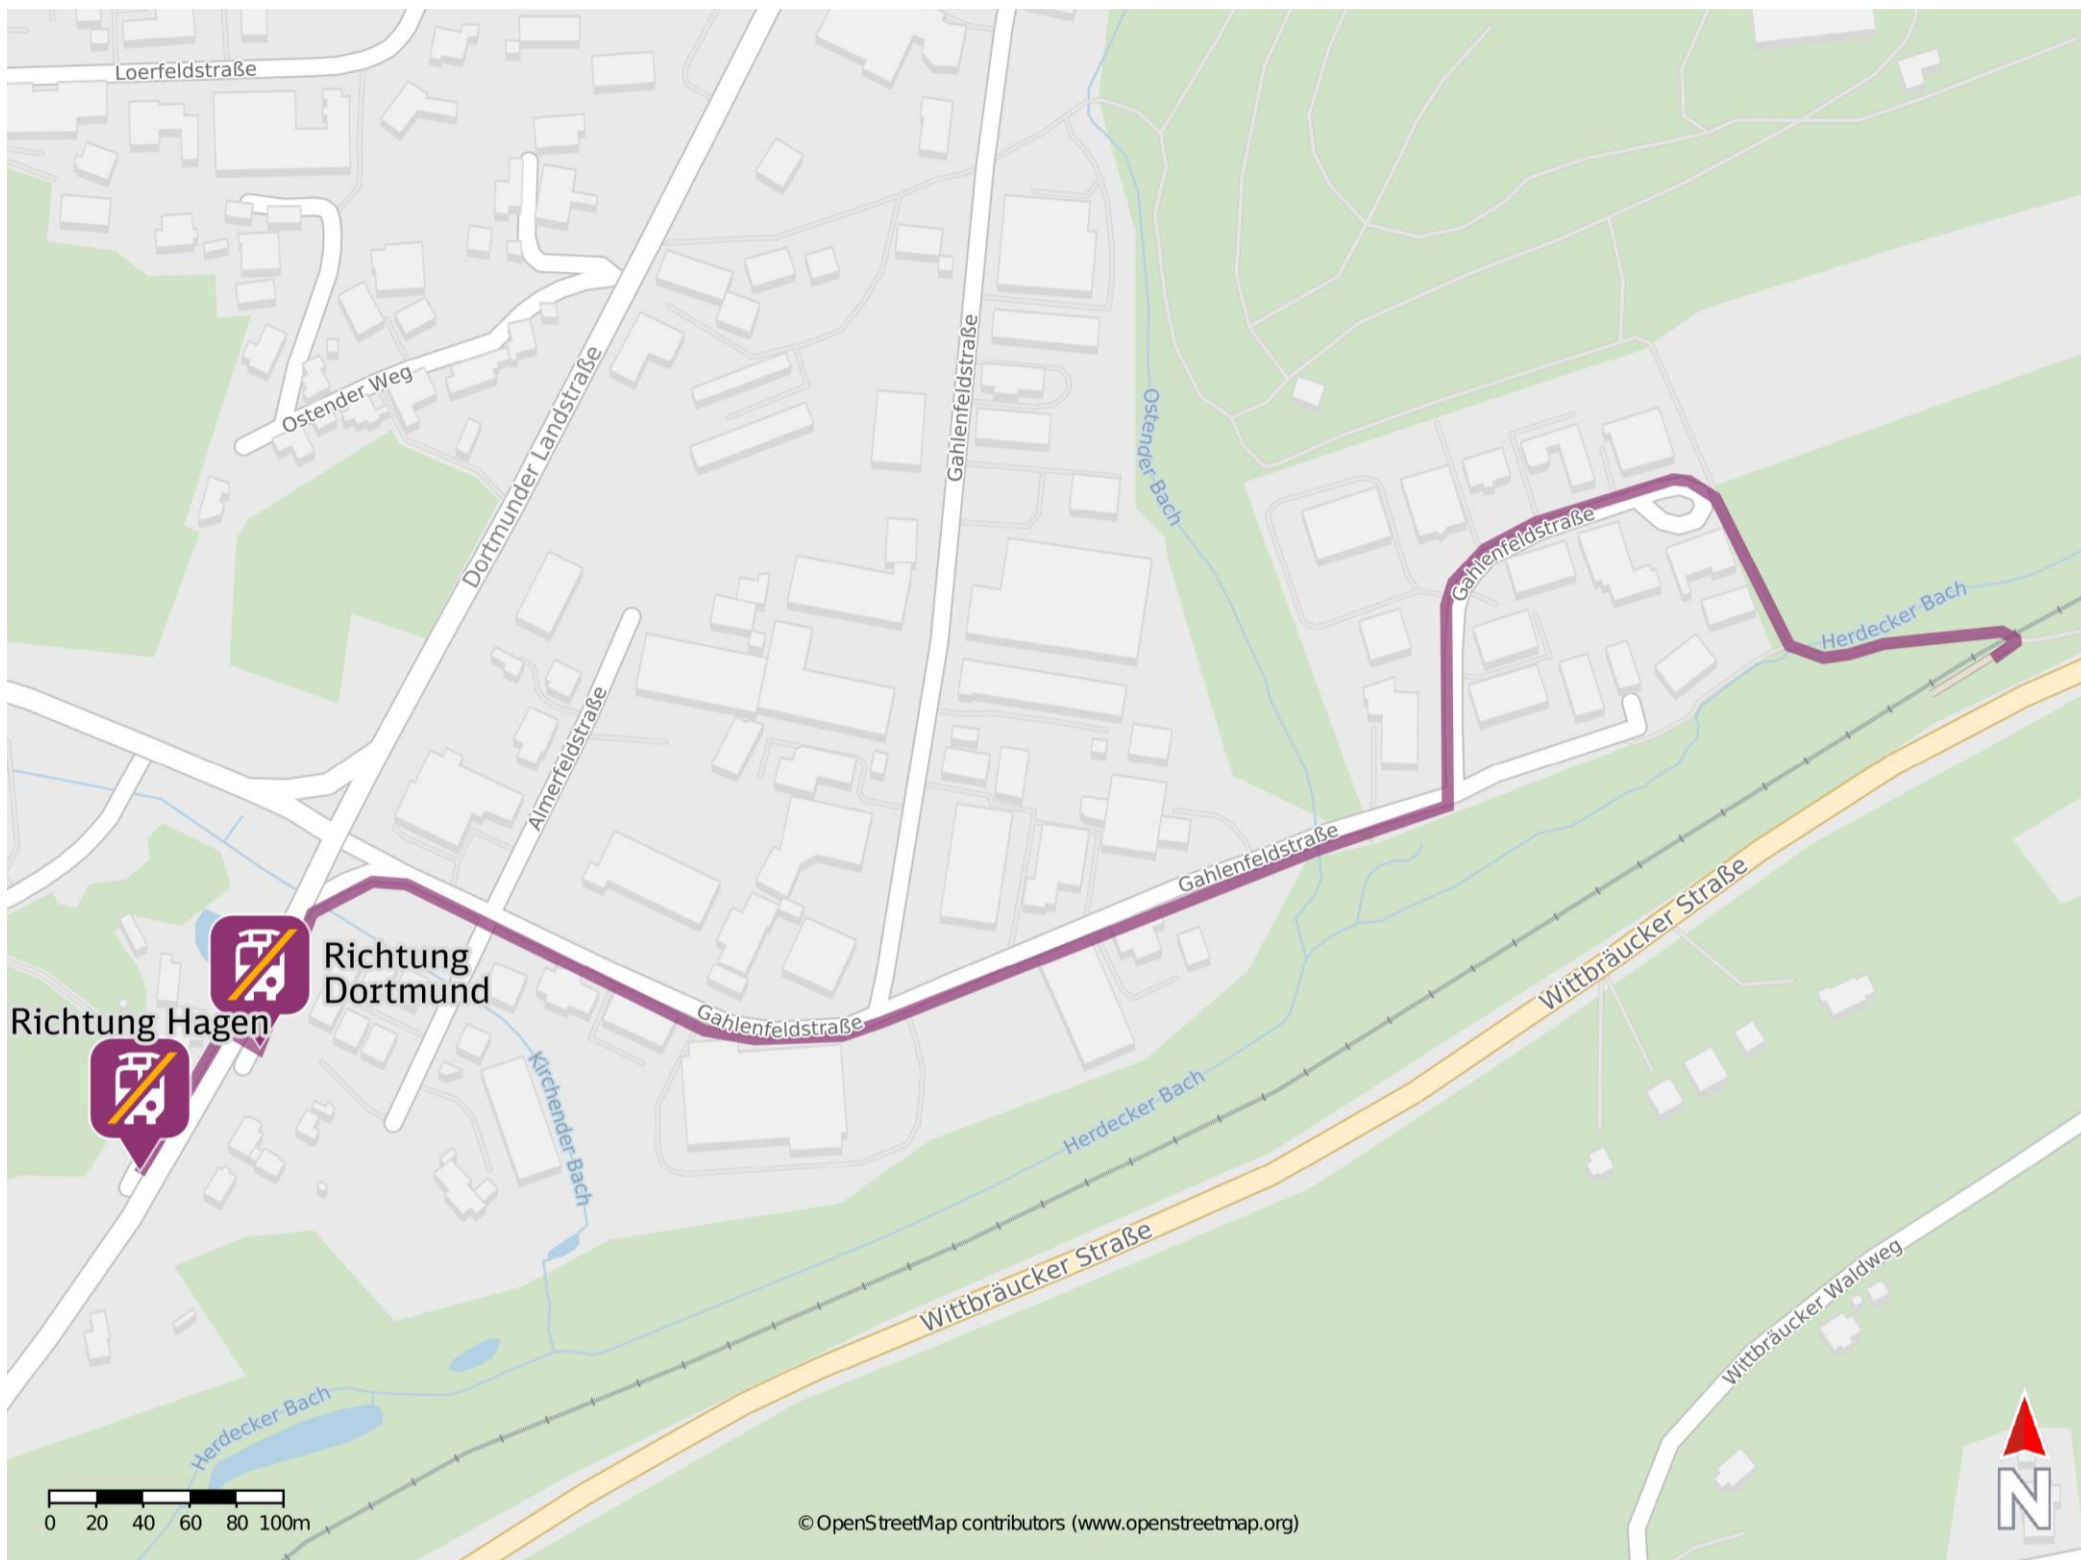 Loerfeldstraße
Ostender Weg
Dortmunder Landstraße
Gahlenfeldstraße
Ostender Bach
Gahlenfeldstraße
Herdecker Bach
Almerfeldstraße
Gahlenfeldstraße
Wittbräucker Straße
Richtung
Dortmund
Richtung Hagen
Gahlenfeldstraße
Kirchender Bach
Herdecker Bach
Wittbräucker Straße
Wittbräucker Waldweg
Herdecker Bach
0 20 40 60 80 100m
© OpenStreetMap contributors (www.openstreetmap.org)
N